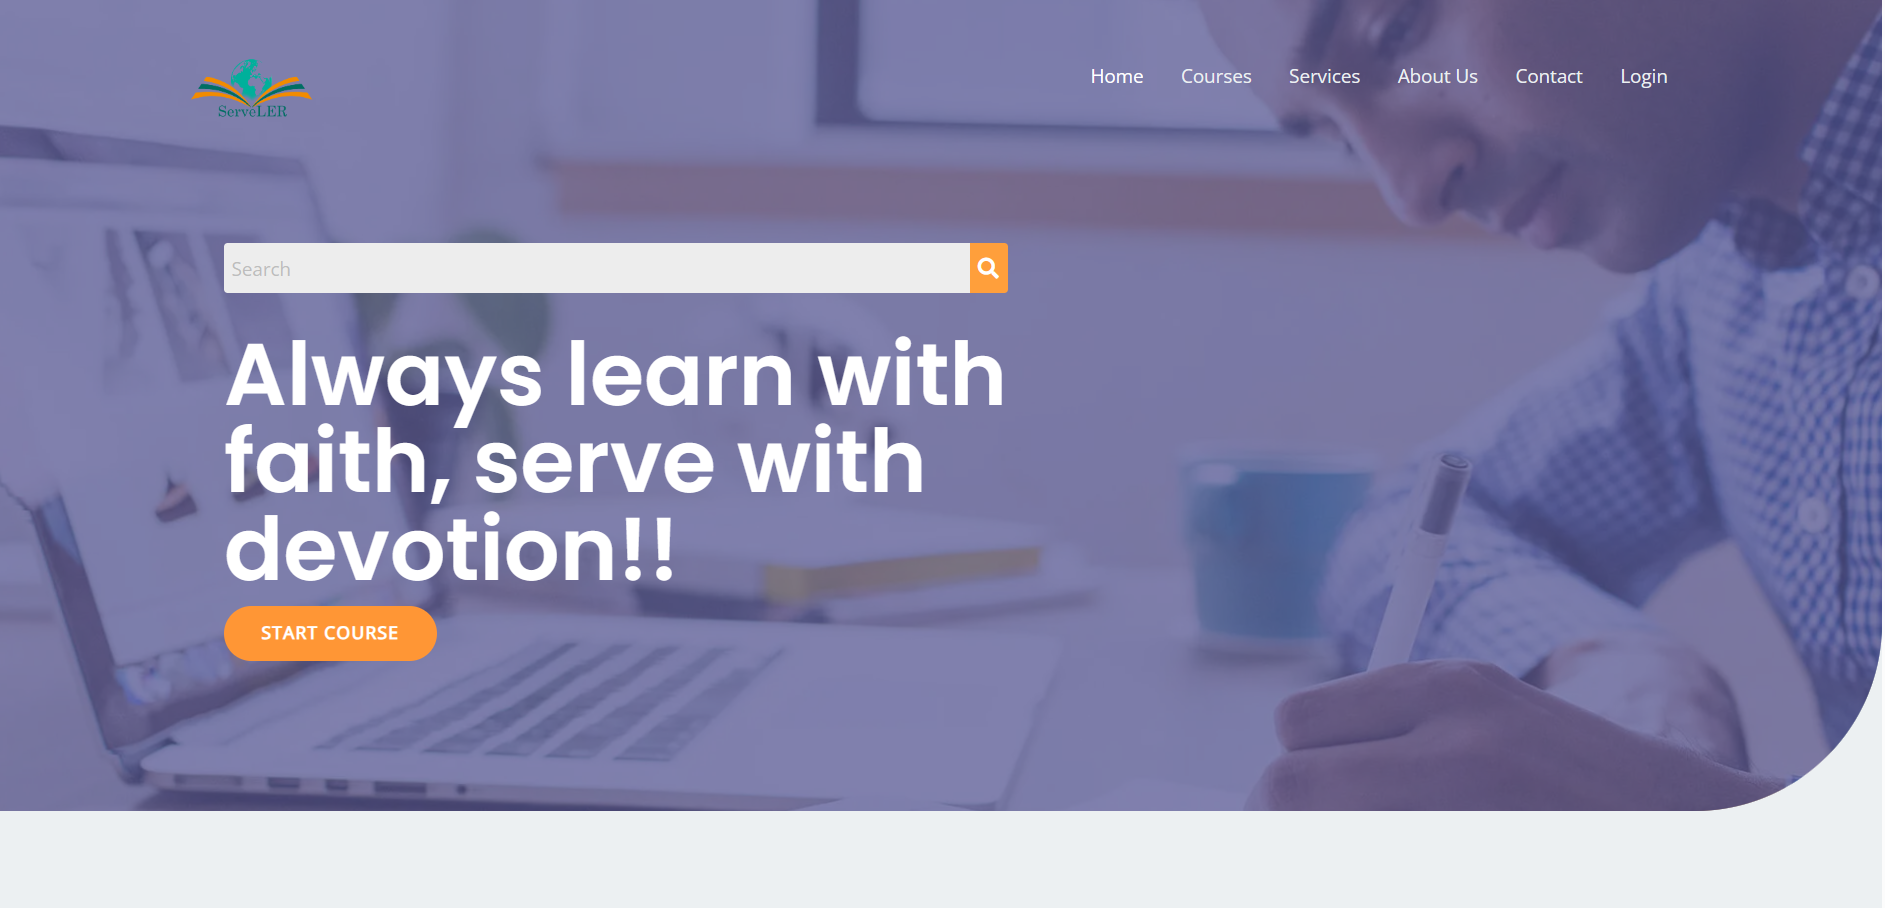 ServeLER
Home
Courses
Services
About Us
Contact
Login
Search
Always learn with
faith, serve with
devotion!!
START COURSE